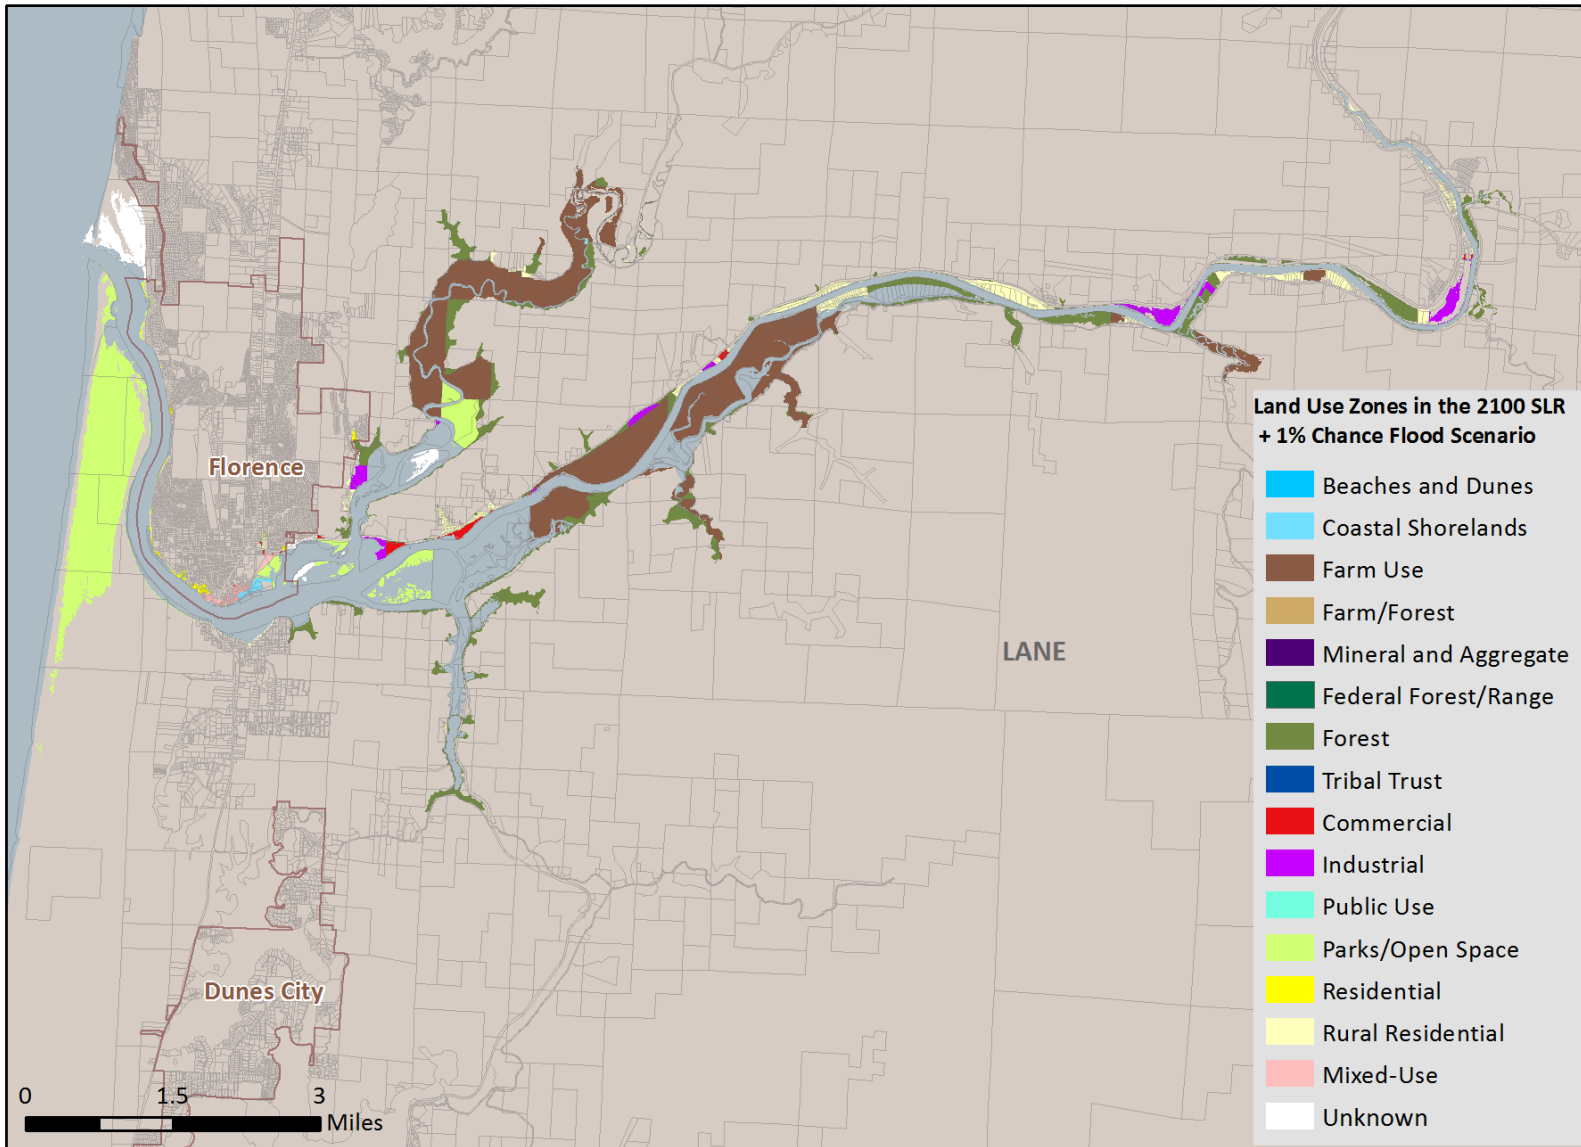 Florence
LANE
Dunes City
0 1.5 3
Miles
Land Use Zones in the 2100 SLR
+ 1% Chance Flood Scenario
Beaches and Dunes
Coastal Shorelands
Farm Use
Farm/Forest
Mineral and Aggregate
Federal Forest/Range
Forest
Tribal Trust
Commercial
Industrial
Public Use
Parks/Open Space
Residential
Rural Residential
Mixed-Use
Unknown